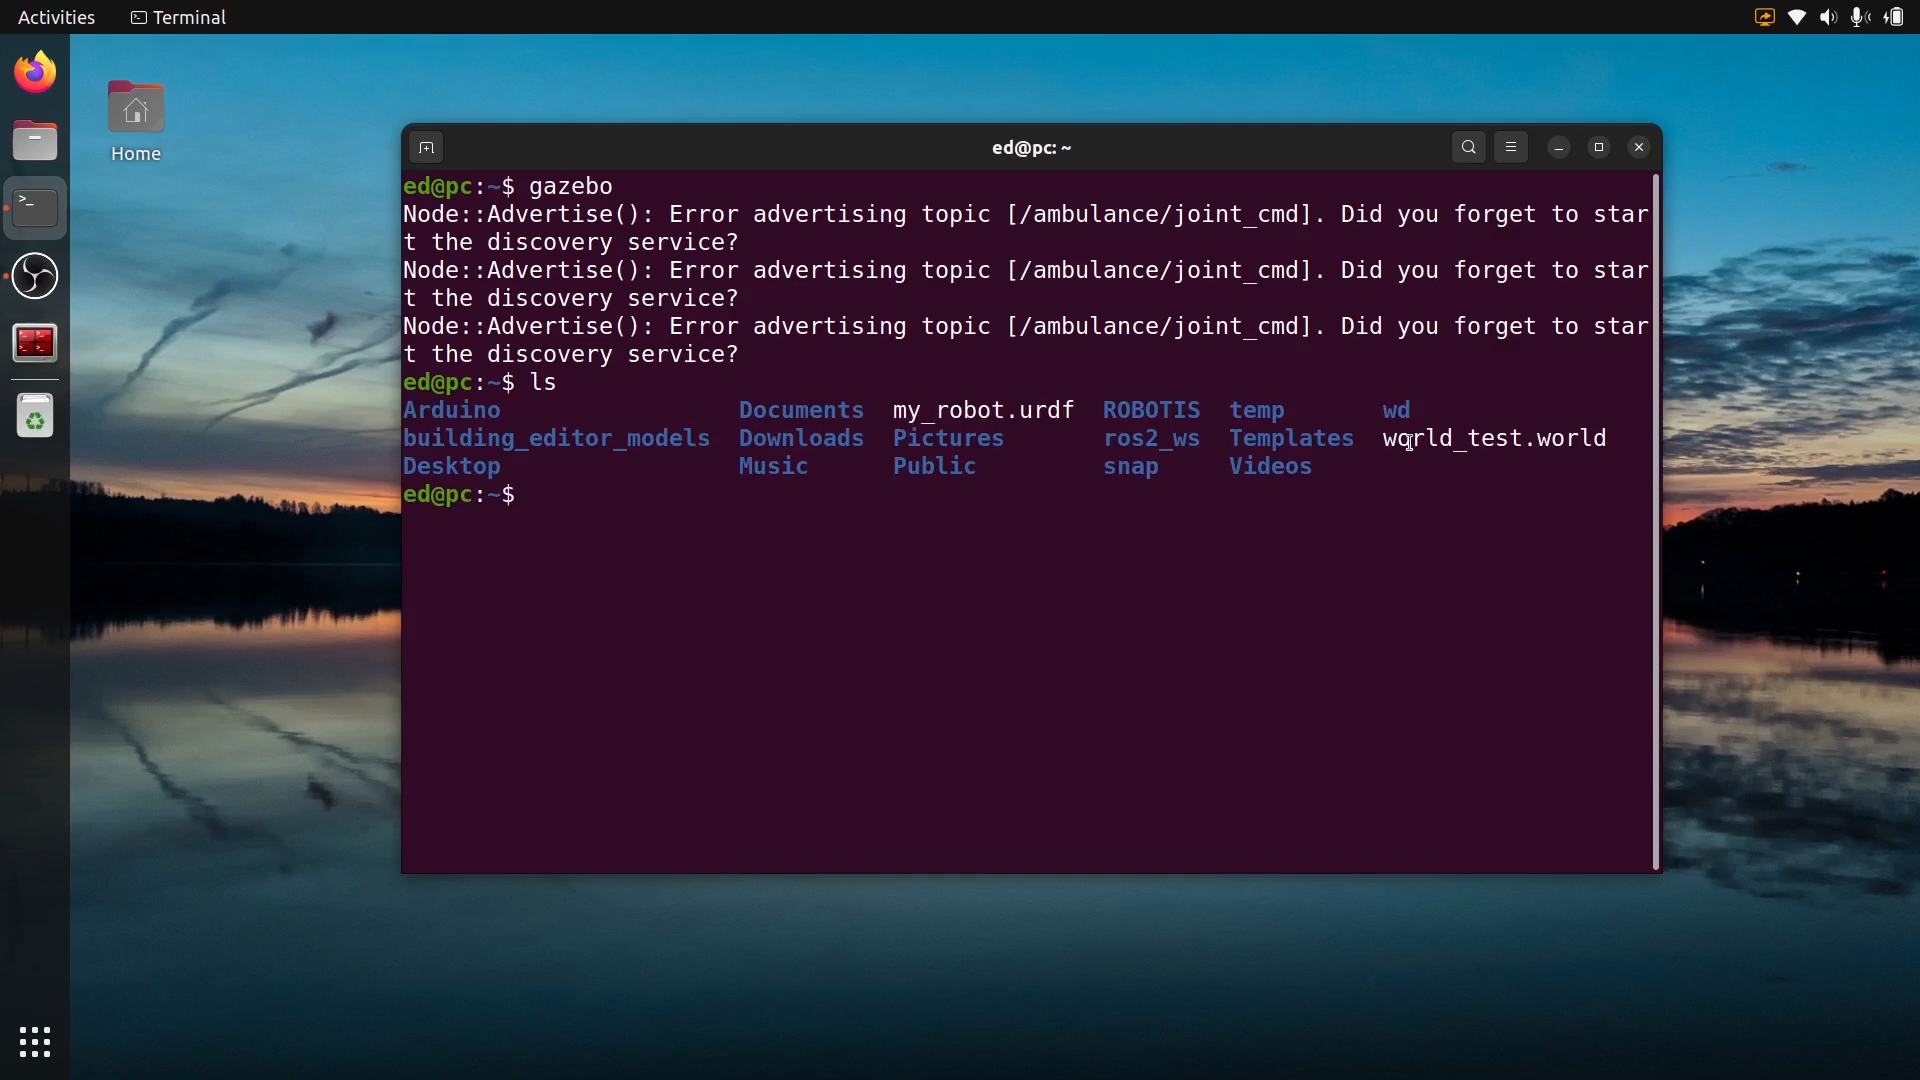 Activities Terminal
Home
ed@pc: ~
ed@pc:~$ gazebo
Node::Advertise(): Error advertising topic [/ambulance/joint_cmd]. Did you forget to star
t the discovery service?
Node::Advertise(): Error advertising topic [/ambulance/joint_cmd]. Did you forget to star
t the discovery service?
Node::Advertise(): Error advertising topic [/ambulance/joint_cmd]. Did you forget to star
t the discovery service?
ed@pc:~$ ls
Arduino Documents my_robot.urdf ROBOTIS temp wd
building_editor_models Downloads Pictures ros2_ws Templates world_test.world
Desktop Music Public snap Videos
ed@pc:~$